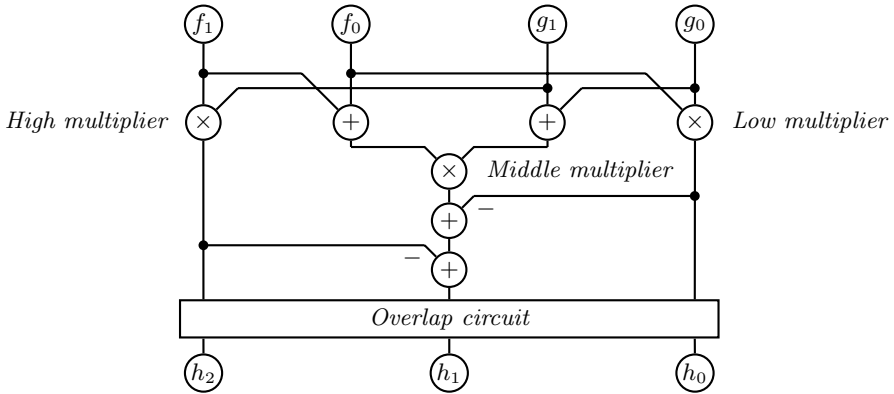 f₁ f₀ g₁ g₀
High multiplier × + + × Low multiplier
× Middle multiplier
+ −
− +
Overlap circuit
h₂ h₁ h₀